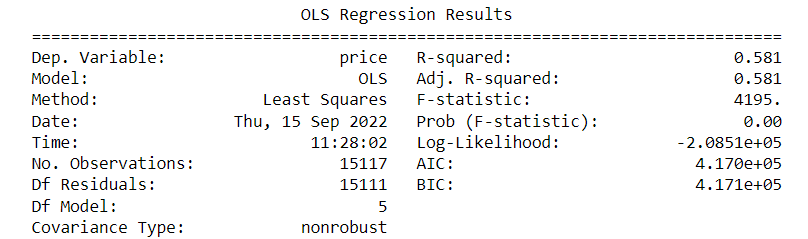 OLS Regression Results
==============================================================================
Dep. Variable: price R-squared: 0.581
Model: OLS Adj. R-squared: 0.581
Method: Least Squares F-statistic: 4195.
Date: Thu, 15 Sep 2022 Prob (F-statistic): 0.00
Time: 11:28:02 Log-Likelihood: -2.0851e+05
No. Observations: 15117 AIC: 4.170e+05
Df Residuals: 15111 BIC: 4.171e+05
Df Model: 5
Covariance Type: nonrobust